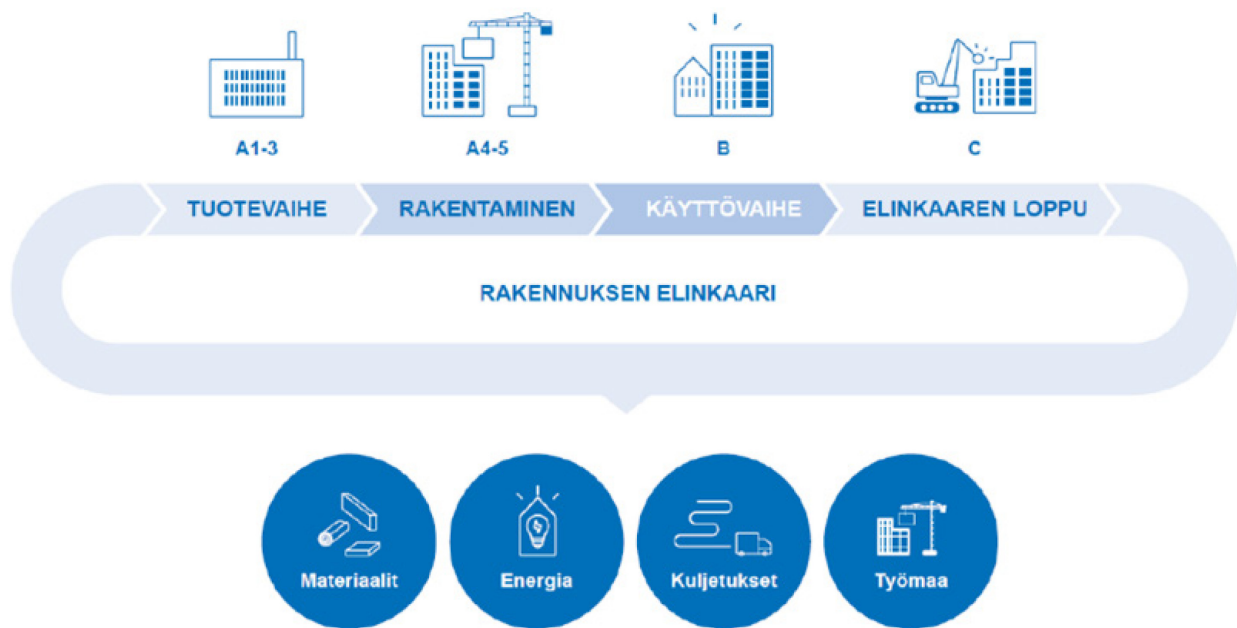 A1-3
A4-5
B
C
TUOTEVAIHE
RAKENTAMINEN
KÄYTTÖVAIHE
ELINKAAREN LOPPU
RAKENNUKSEN ELINKAARI
Materiaalit
Energia
Kuljetukset
Työmaa